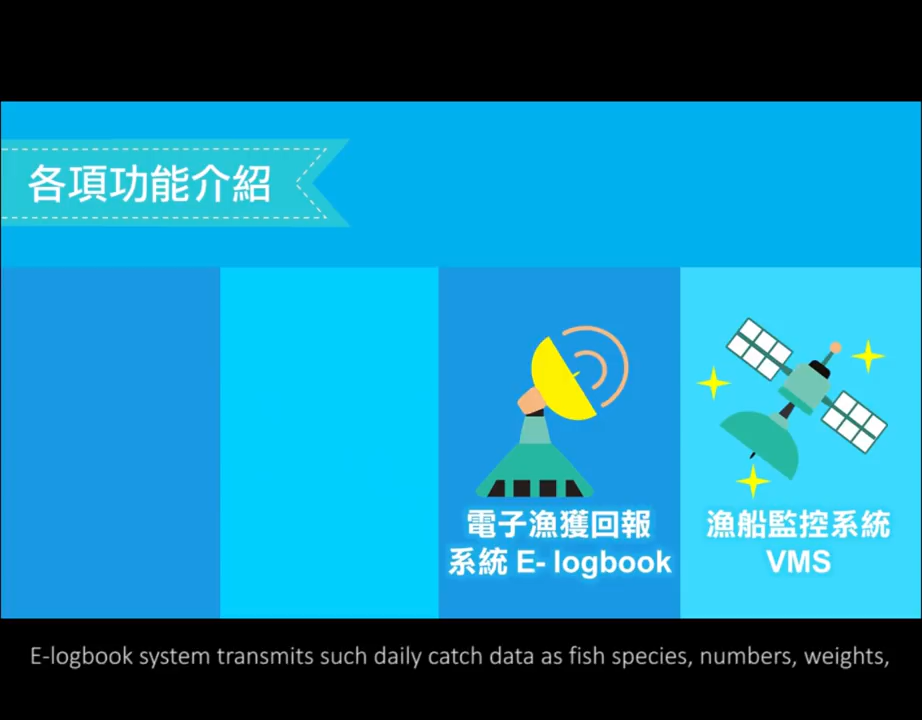 各項功能介紹
電子漁獲回報
系統 E- logbook
漁船監控系統
VMS
E-logbook system transmits such daily catch data as fish species, numbers, weights,